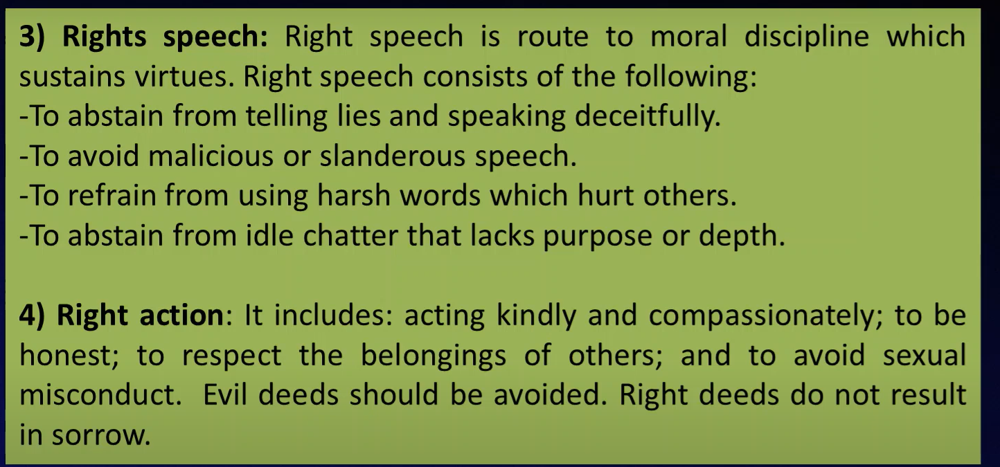 3) Rights speech: Right speech is route to moral discipline which
sustains virtues. Right speech consists of the following:
-To abstain from telling lies and speaking deceitfully.
-To avoid malicious or slanderous speech.
-To refrain from using harsh words which hurt others.
-To abstain from idle chatter that lacks purpose or depth.
4) Right action: It includes: acting kindly and compassionately; to be
honest; to respect the belongings of others; and to avoid sexual
misconduct.  Evil deeds should be avoided. Right deeds do not result
in sorrow.